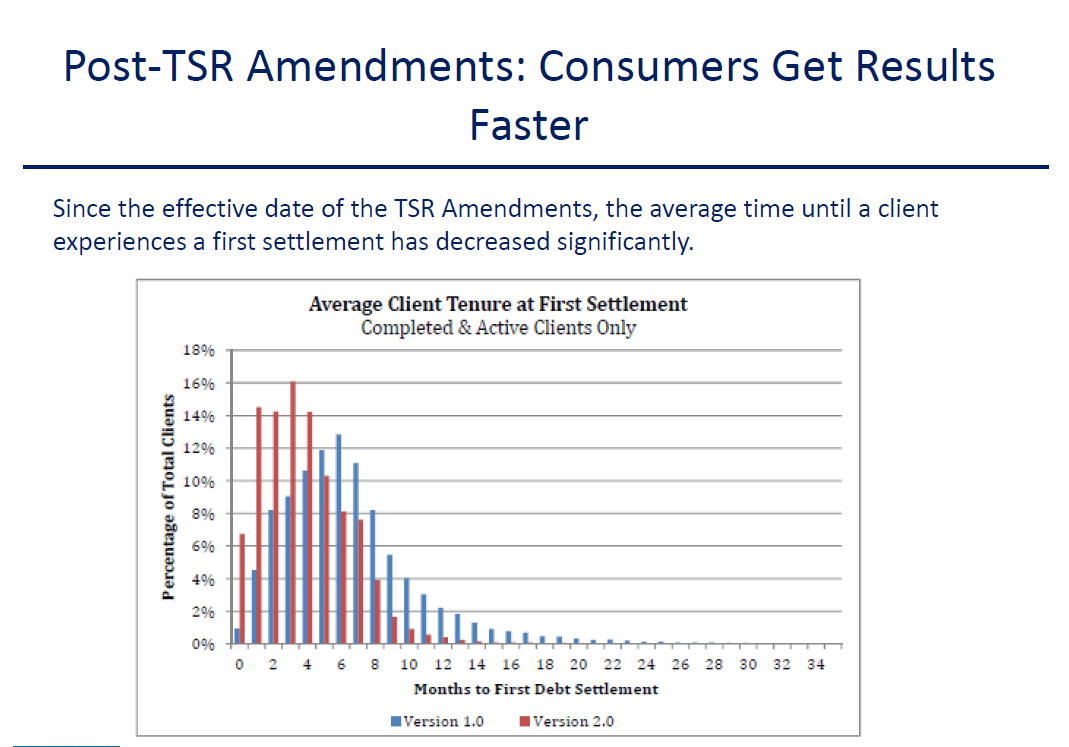 Post-TSR Amendments: Consumers Get Results
Faster
Since the effective date of the TSR Amendments, the average time until a client
experiences a first settlement has decreased significantly.
Average Client Tenure at First Settlement
Completed & Active Clients Only
Percentage of Total Clients
18%
16%
14%
12%
10%
8%
6%
4%
2%
0%
0 2 4 6 8 10 12 14 16 18 20 22 24 26 28 30 32 34
Months to First Debt Settlement
Version 1.0 Version 2.0